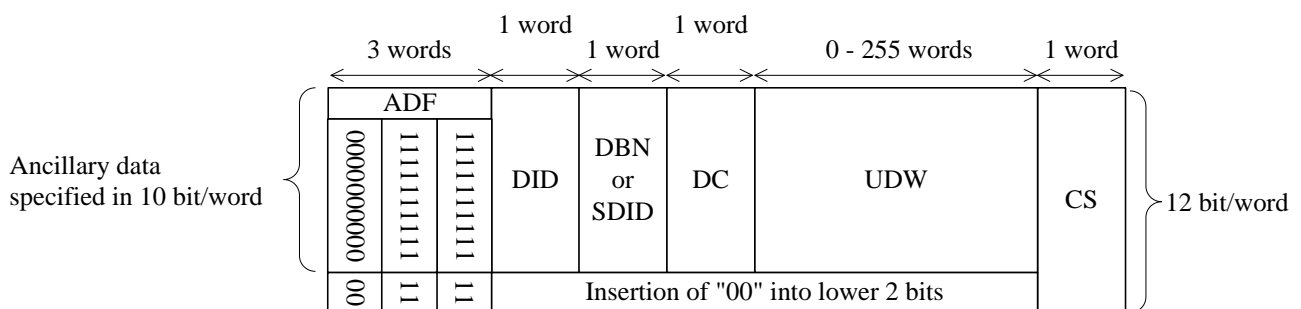 1 word 1 word
3 words 1 word 0 - 255 words 1 word
ADF
0000000000 1111111111 1111111111
Ancillary data
specified in 10 bit/word
DID
DBN
or
SDID
DC
UDW
CS
12 bit/word
00 11 11
Insertion of "00" into lower 2 bits